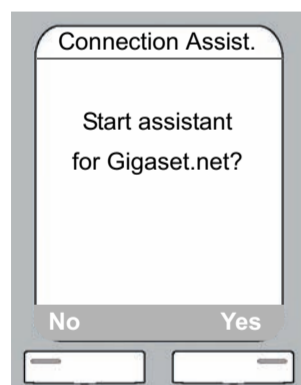 Connection Assist.
Start assistant
for Gigaset.net?
No Yes